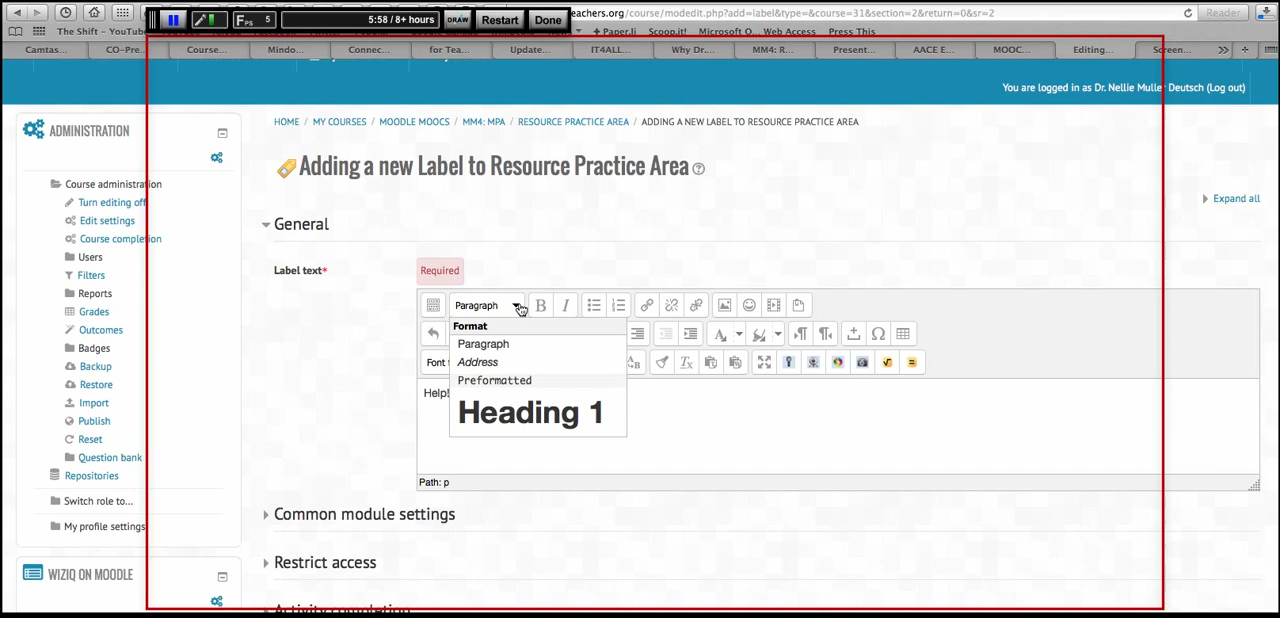 FPS 5 5:58 / 8+ hours DRAW Restart Done
eachers.org/course/modedit.php?add=label&type=&course=31&section=2&return=0&sr=2 Reader
The Shift - YouTube + Paper.li Scoop.it! Microsoft O... Web Access Press This
Camtas... CO-Pre... Course... Mindo... Connec... for Tea... Update... IT4ALL... Why Dr... MM4: R... Present... AACE E... MOOC... Editing... Screen...
You are logged in as Dr. Nellie Muller Deutsch (Log out)
HOME / MY COURSES / MOODLE MOOCS / MM4: MPA / RESOURCE PRACTICE AREA / ADDING A NEW LABEL TO RESOURCE PRACTICE AREA
ADMINISTRATION
Course administration
Turn editing off
Edit settings
Course completion
Users
Filters
Reports
Grades
Outcomes
Badges
Backup
Restore
Import
Publish
Reset
Question bank
Repositories
Switch role to...
My profile settings
WIZIQ ON MOODLE
Adding a new Label to Resource Practice Area
Expand all
General
Label text*
Required
Paragraph
Format
Paragraph
Address
Preformatted
Heading 1
Font
Help!
Path: p
Common module settings
Restrict access
Activity completion